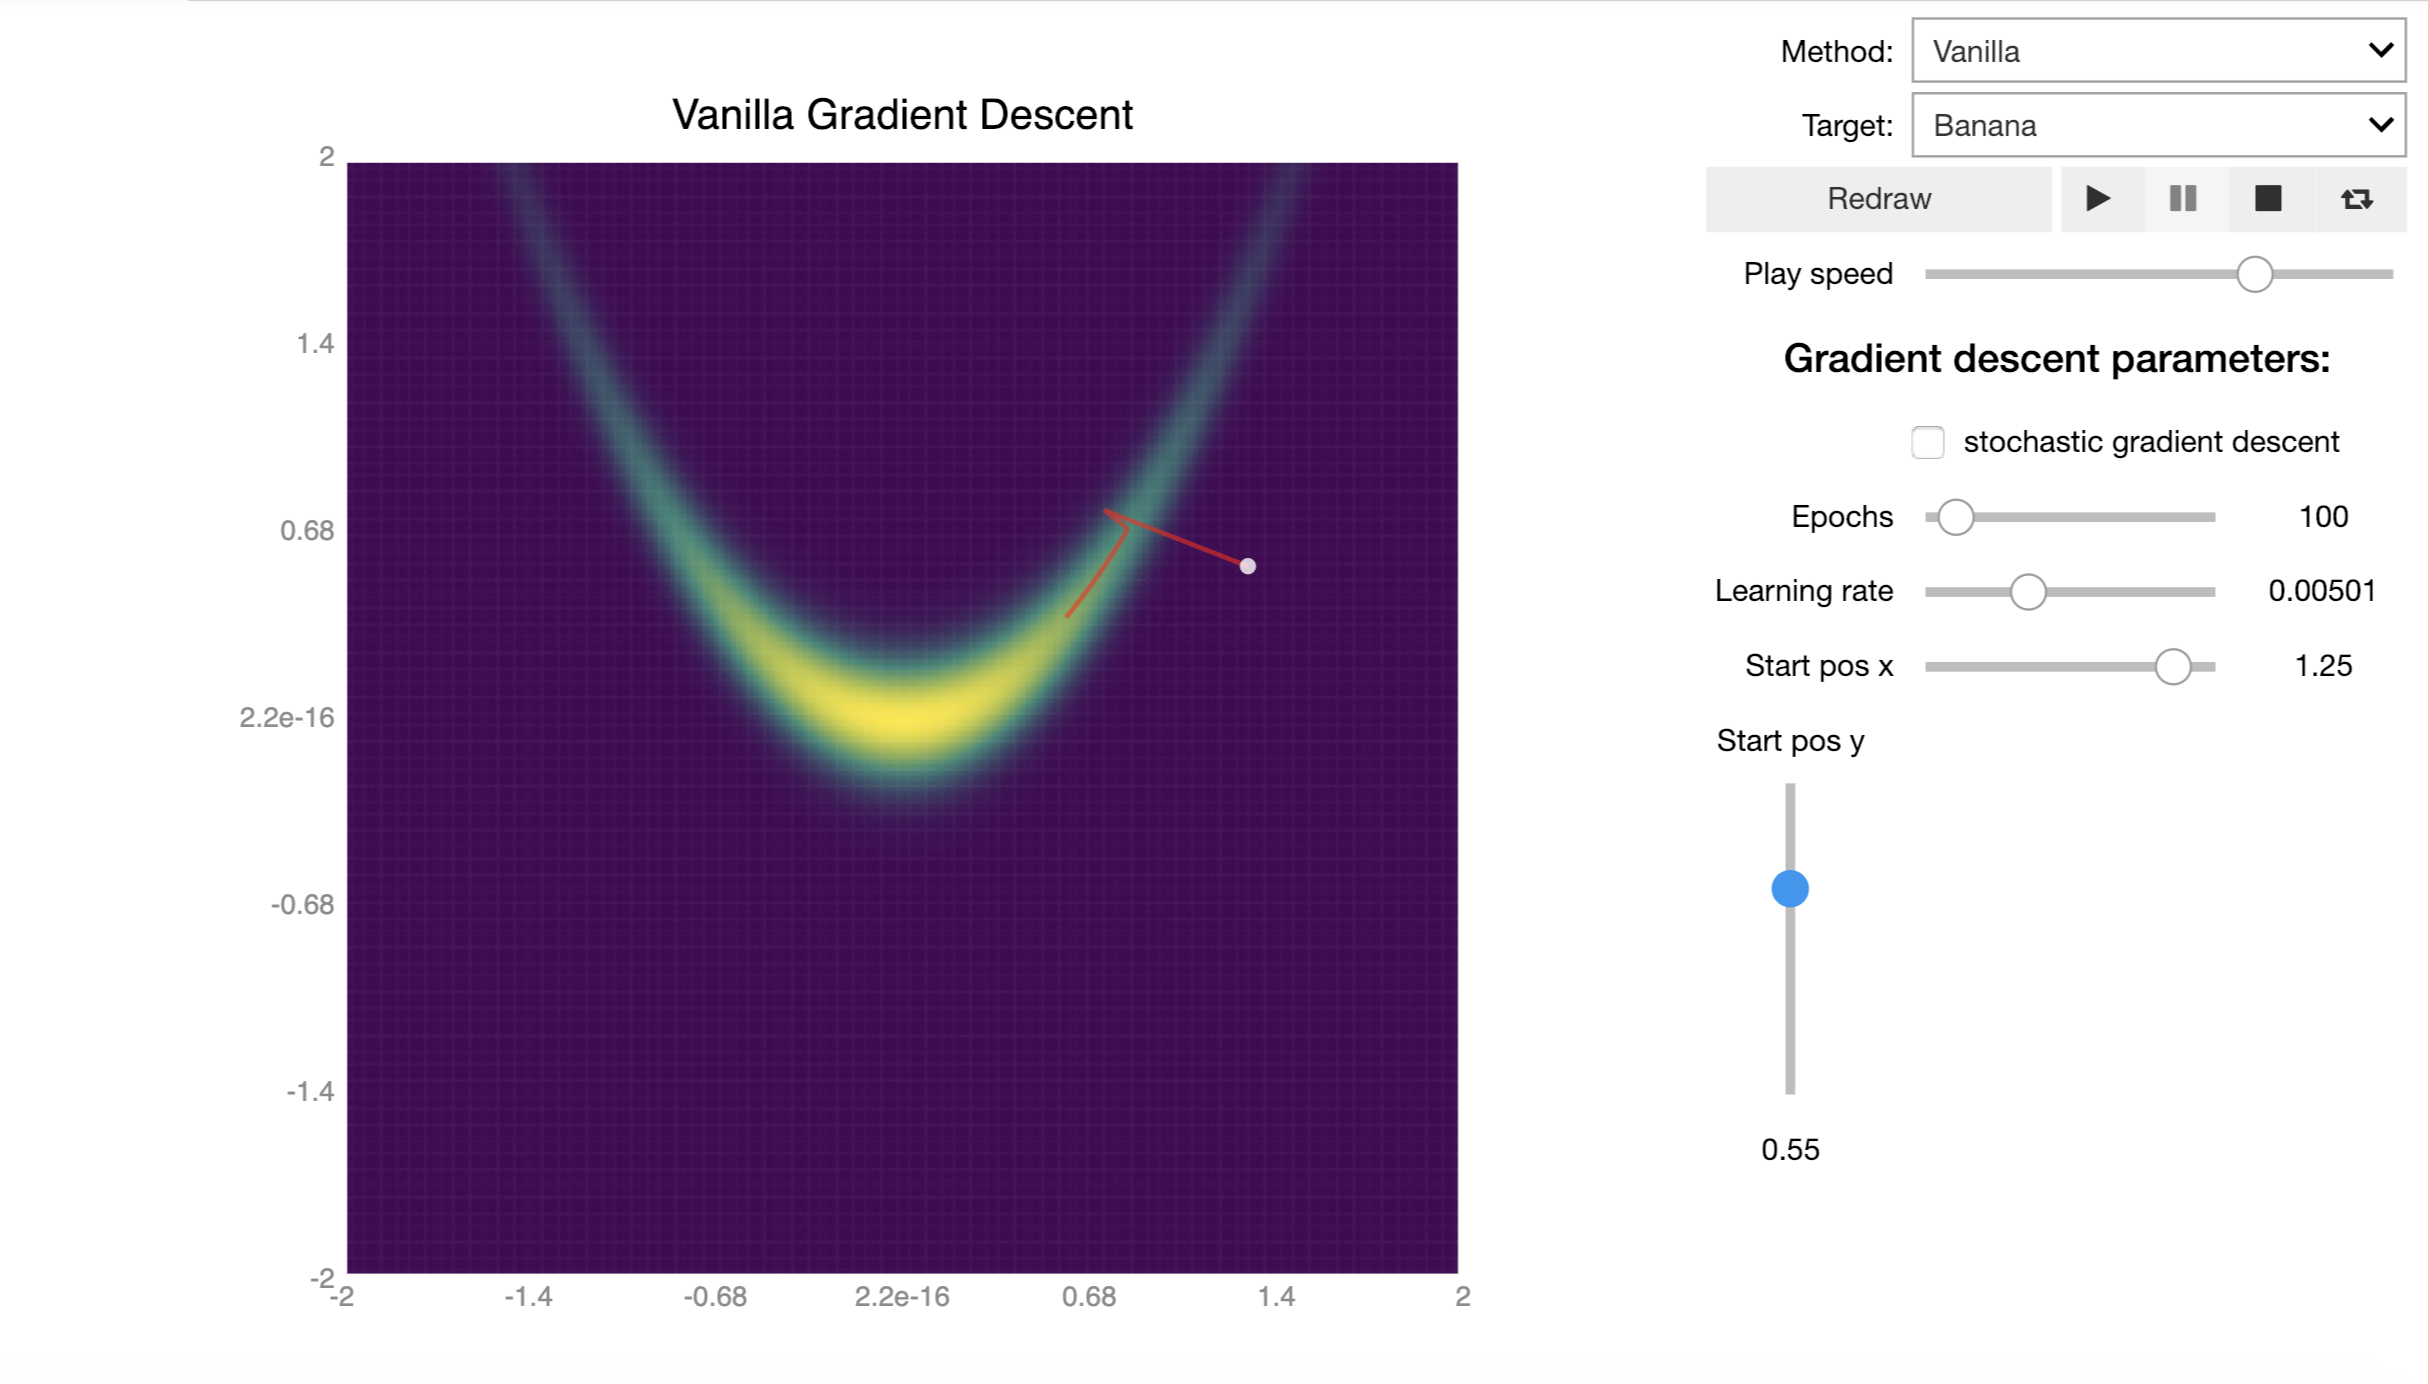 Vanilla Gradient Descent
2
1.4
0.68
2.2e-16
-0.68
-1.4
-2
-2
-1.4
-0.68
2.2e-16
0.68
1.4
2
Method: Vanilla
Target: Banana
Redraw
Play speed
Gradient descent parameters:
stochastic gradient descent
Epochs 100
Learning rate 0.00501
Start pos x 1.25
Start pos y
0.55